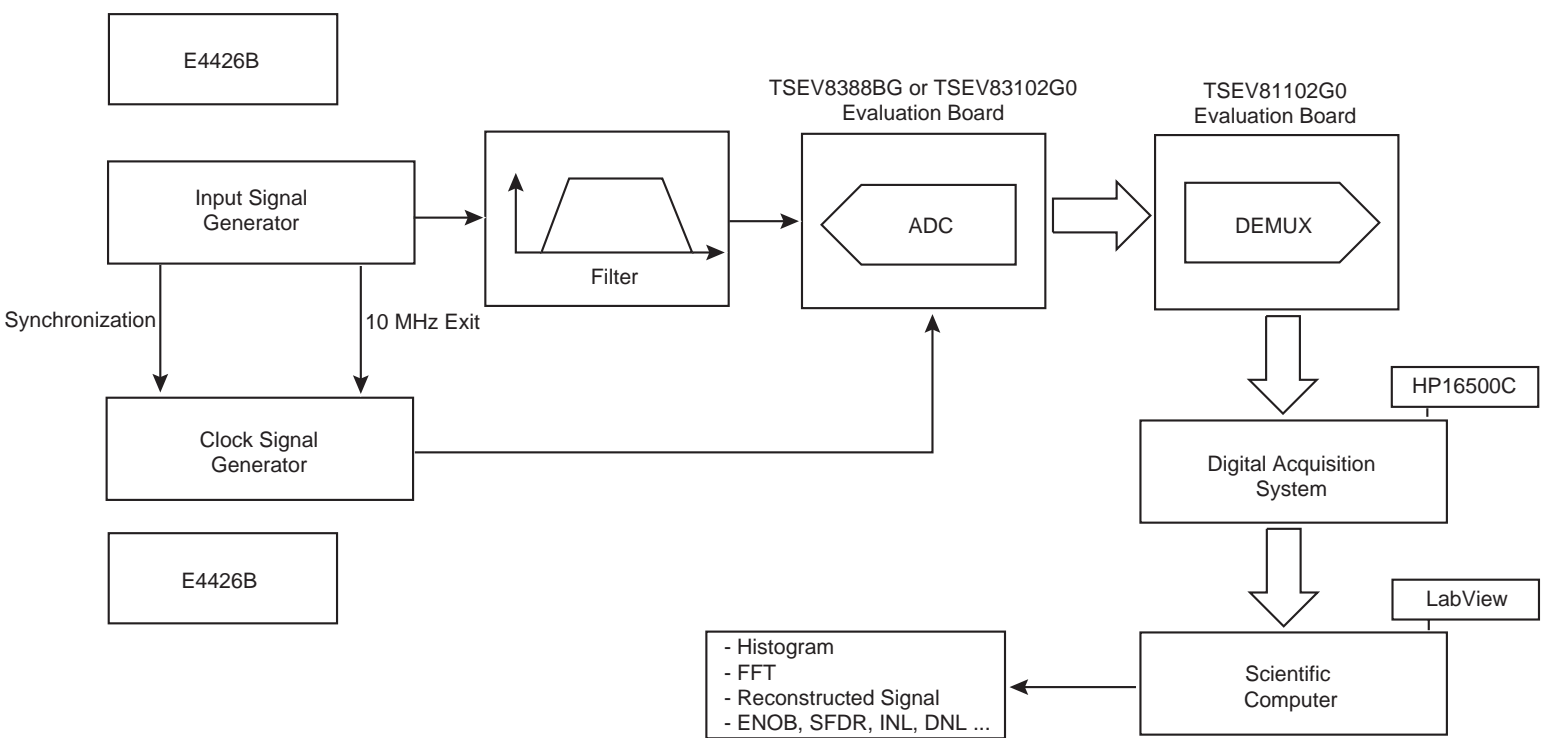 E4426B
TSEV8388BG or TSEV83102G0
Evaluation Board
TSEV81102G0
Evaluation Board
Input Signal
Generator
Filter
ADC
DEMUX
Synchronization
10 MHz Exit
HP16500C
Clock Signal
Generator
Digital Acquisition
System
E4426B
LabView
- Histogram
- FFT
- Reconstructed Signal
- ENOB, SFDR, INL, DNL ...
Scientific
Computer